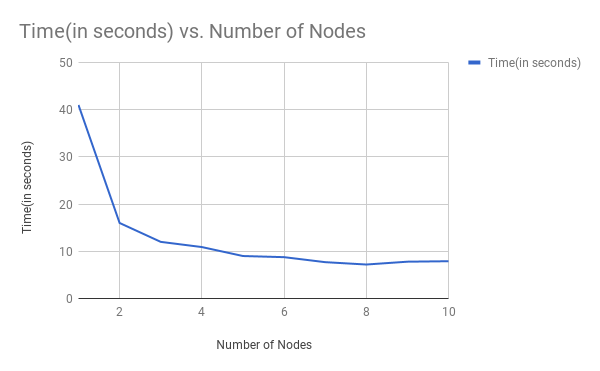 Time(in seconds) vs. Number of Nodes
Time(in seconds)
50
40
30
20
10
0
Time(in seconds)
2
4
6
8
10
Number of Nodes